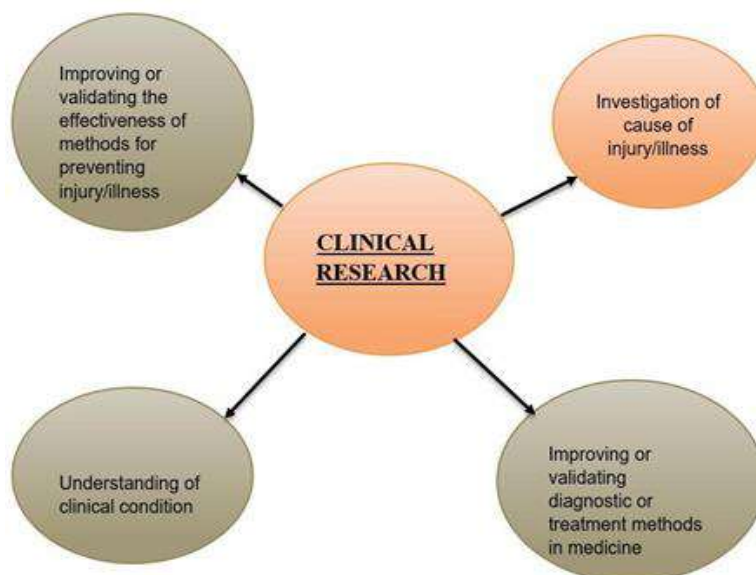 Improving or
validating the
effectiveness of
methods for
preventing
injury/illness
Investigation of
cause of
injury/illness
CLINICAL
RESEARCH
Understanding of
clinical condition
Improving or
validating
diagnostic or
treatment methods
in medicine